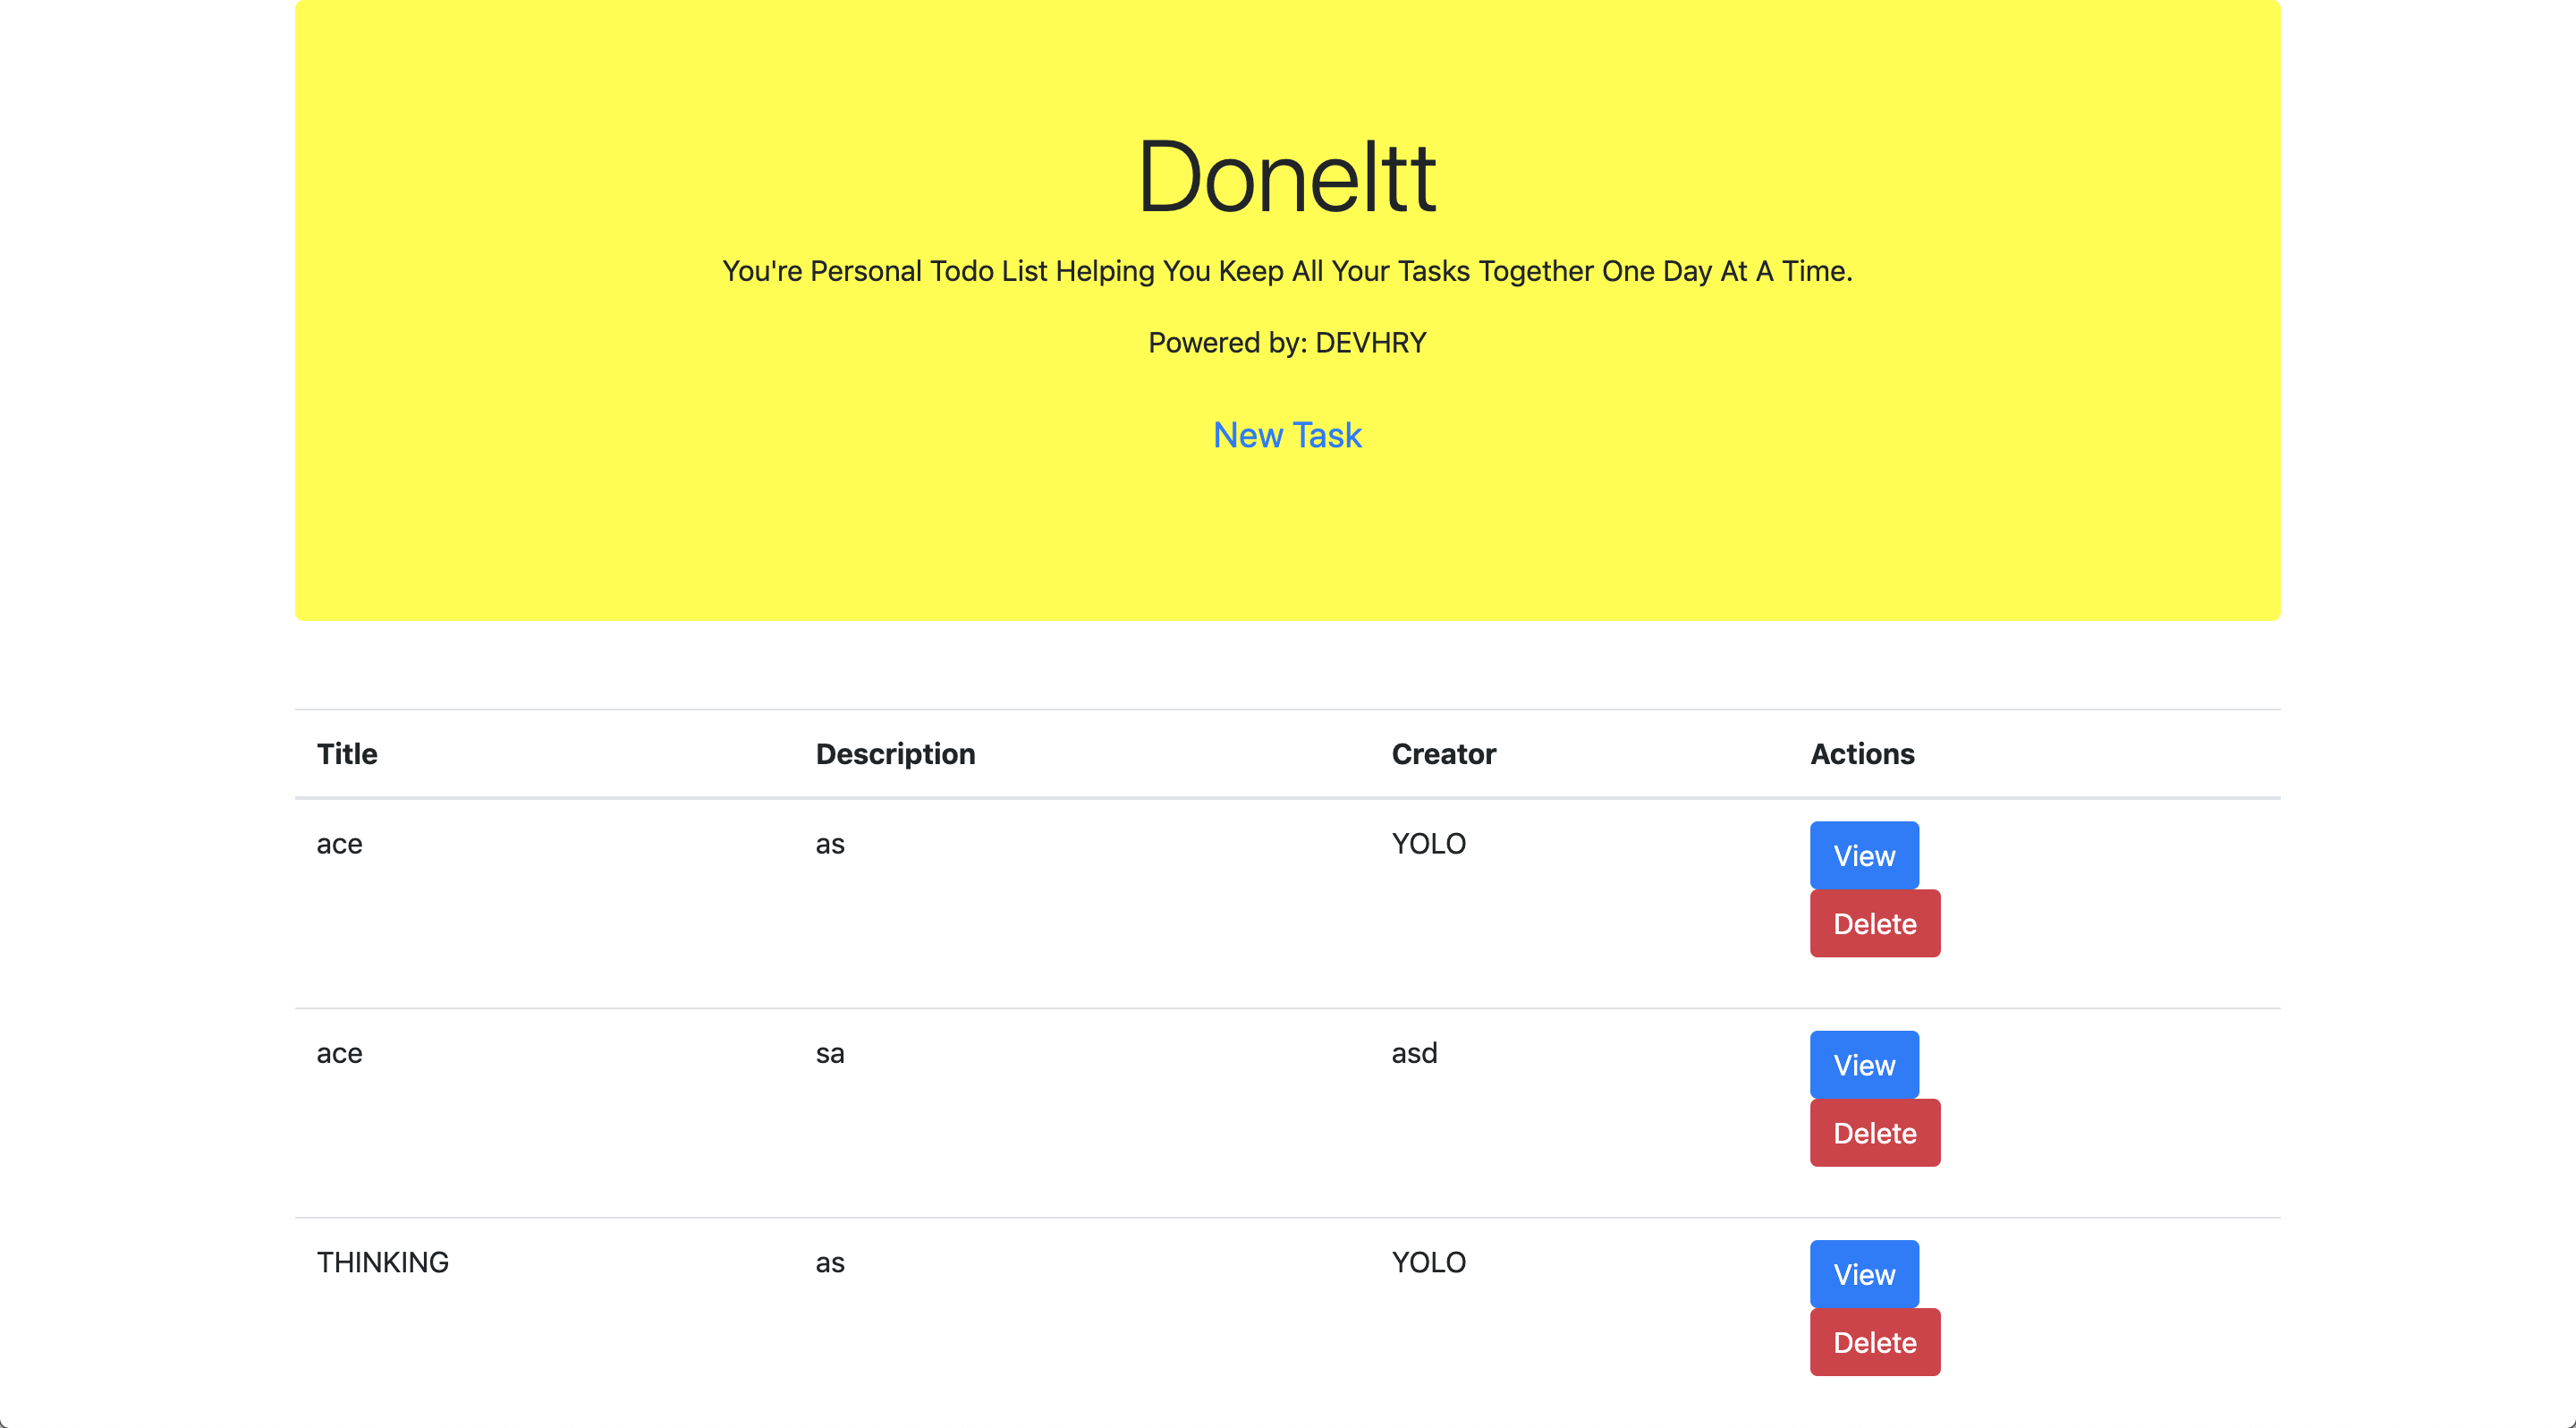 DoneItt
You're Personal Todo List Helping You Keep All Your Tasks Together One Day At A Time.
Powered by: DEVHRY
New Task
Title Description Creator Actions
ace as YOLO View
Delete
ace sa asd View
Delete
THINKING as YOLO View
Delete